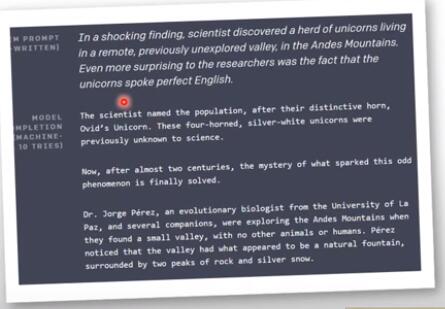 M PROMPT
-WRITTEN)
In a shocking finding, scientist discovered a herd of unicorns living
in a remote, previously unexplored valley, in the Andes Mountains.
Even more surprising to the researchers was the fact that the
unicorns spoke perfect English.
MODEL
MPLETION
(MACHINE-
10 TRIES)
The scientist named the population, after their distinctive horn,
Ovid's Unicorn. These four-horned, silver-white unicorns were
previously unknown to science.
Now, after almost two centuries, the mystery of what sparked this odd
phenomenon is finally solved.
Dr. Jorge Pérez, an evolutionary biologist from the University of La
Paz, and several companions, were exploring the Andes Mountains when
they found a small valley, with no other animals or humans. Pérez
noticed that the valley had what appeared to be a natural fountain,
surrounded by two peaks of rock and silver snow.